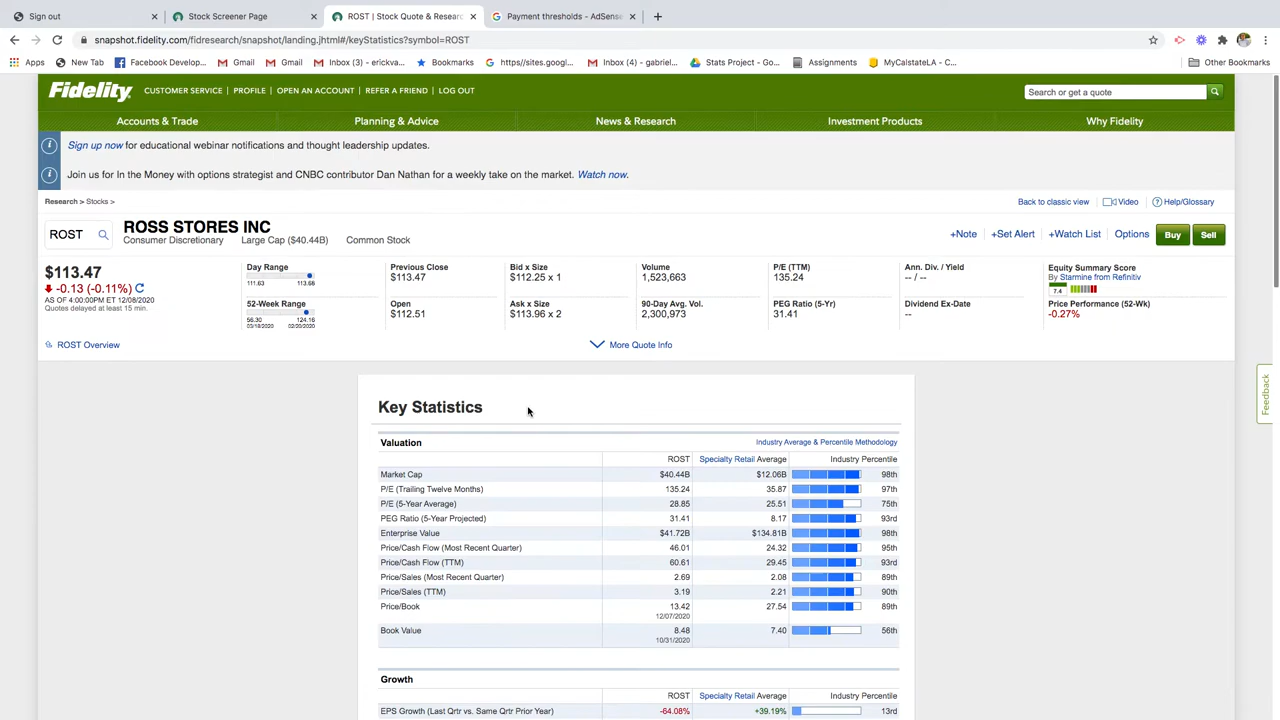 Sign out
Stock Screener Page
ROST | Stock Quote & Resear
Payment thresholds - AdSense
snapshot.fidelity.com/fidresearch/snapshot/landing.jhtml#/keyStatistics?symbol=ROST
Apps New Tab Facebook Develop... Gmail Gmail Inbox (3) - erickva... Bookmarks https//sites.googl... Inbox (4) - gabriel... Stats Project - Go... Assignments MyCalstateLA - C... Other Bookmarks
Fidelity CUSTOMER SERVICE PROFILE OPEN AN ACCOUNT REFER A FRIEND LOG OUT Search or get a quote
Accounts & Trade Planning & Advice News & Research Investment Products Why Fidelity
Sign up now for educational webinar notifications and thought leadership updates.
Join us for In the Money with options strategist and CNBC contributor Dan Nathan for a weekly take on the market. Watch now.
Research > Stocks > Back to classic view Video Help/Glossary
ROST ROSS STORES INC
Consumer Discretionary Large Cap ($40.44B) Common Stock
+Note +Set Alert +Watch List Options Buy Sell
$113.47
-0.13 (-0.11%)
AS OF 4:00:00PM ET 12/08/2020
Quotes delayed at least 15 min.
Day Range
111.63 113.68
52-Week Range
56.30 124.16
03/18/2020 02/20/2020
Previous Close
$113.47
Open
$112.51
Bid x Size
$112.25 x 1
Ask x Size
$113.96 x 2
Volume
1,523,663
90-Day Avg. Vol.
2,300,973
P/E (TTM)
135.24
PEG Ratio (5-Yr)
31.41
Ann. Div. / Yield
-- / --
Dividend Ex-Date
--
Equity Summary Score
By Starmine from Refinitiv
7.4
Price Performance (52-Wk)
-0.27%
ROST Overview More Quote Info
Feedback
Key Statistics
Valuation Industry Average & Percentile Methodology
ROST Specialty Retail Average Industry Percentile
Market Cap $40.44B $12.06B 98th
P/E (Trailing Twelve Months) 135.24 35.87 97th
P/E (5-Year Average) 28.85 25.51 75th
PEG Ratio (5-Year Projected) 31.41 8.17 93rd
Enterprise Value $41.72B $134.81B 98th
Price/Cash Flow (Most Recent Quarter) 46.01 24.32 95th
Price/Cash Flow (TTM) 60.61 29.45 93rd
Price/Sales (Most Recent Quarter) 2.69 2.08 89th
Price/Sales (TTM) 3.19 2.21 90th
Price/Book 13.42 27.54 89th
12/07/2020
Book Value 8.48 7.40 56th
10/31/2020
Growth
ROST Specialty Retail Average Industry Percentile
EPS Growth (Last Qrtr vs. Same Qrtr Prior Year) -64.08% +39.19% 13rd